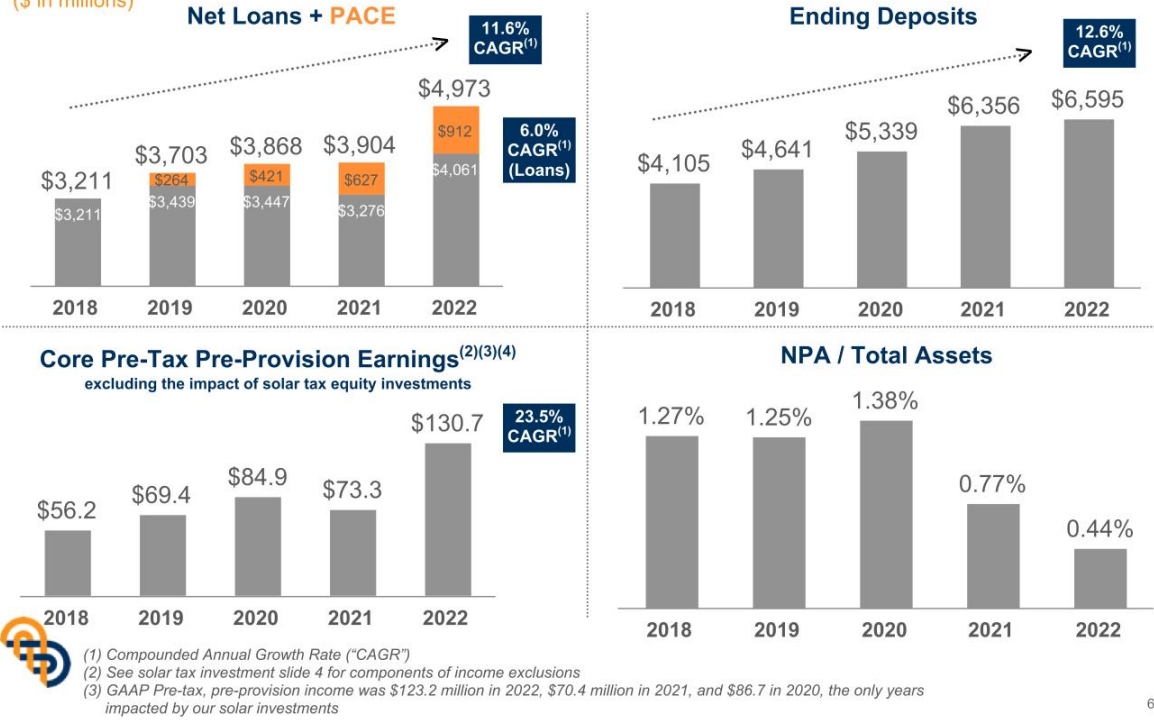 ($ in millions)
Net Loans + PACE
11.6%
CAGR(1)
$4,973
$912
$4,061
6.0%
CAGR(1)
(Loans)
$3,211
$3,211
$3,703
$264
$3,439
$3,868
$421
$3,447
$3,904
$627
$3,276
2018 2019 2020 2021 2022
Ending Deposits
12.6%
CAGR(1)
$4,105
$4,641
$5,339
$6,356
$6,595
2018 2019 2020 2021 2022
Core Pre-Tax Pre-Provision Earnings(2)(3)(4)
excluding the impact of solar tax equity investments
23.5%
CAGR(1)
$56.2
$69.4
$84.9
$73.3
$130.7
2018 2019 2020 2021 2022
NPA / Total Assets
1.27%
1.25%
1.38%
0.77%
0.44%
2018 2019 2020 2021 2022
(1) Compounded Annual Growth Rate (“CAGR”)
(2) See solar tax investment slide 4 for components of income exclusions
(3) GAAP Pre-tax, pre-provision income was $123.2 million in 2022, $70.4 million in 2021, and $86.7 in 2020, the only years
impacted by our solar investments
6